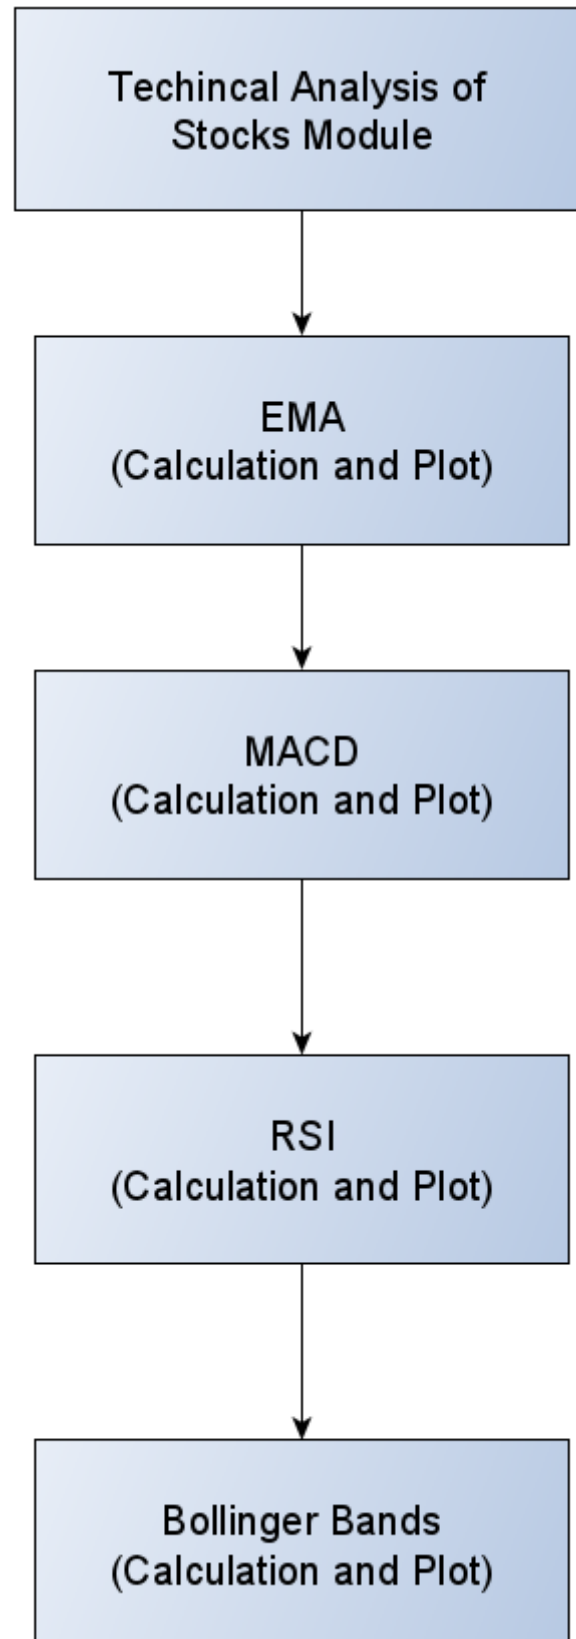 Techincal Analysis of
Stocks Module
EMA
(Calculation and Plot)
MACD
(Calculation and Plot)
RSI
(Calculation and Plot)
Bollinger Bands
(Calculation and Plot)